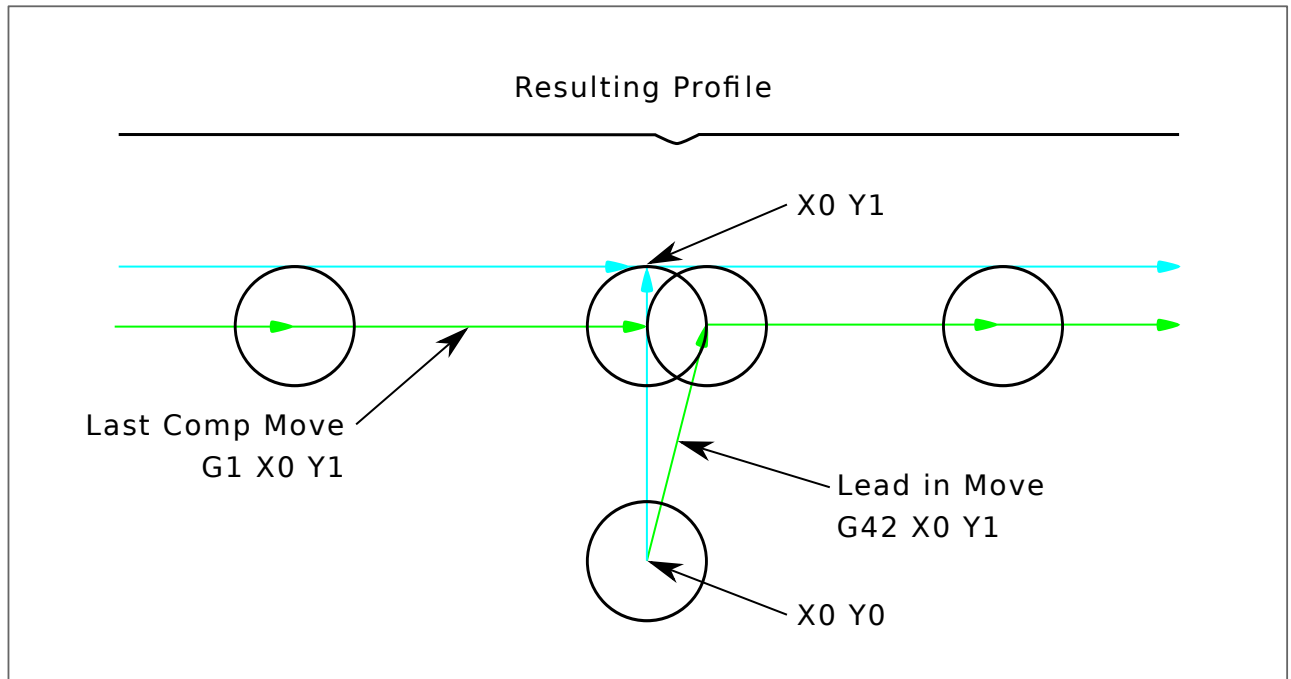 Resulting Profile
X0 Y1
Last Comp Move
G1 X0 Y1
Lead in Move
G42 X0 Y1
X0 Y0